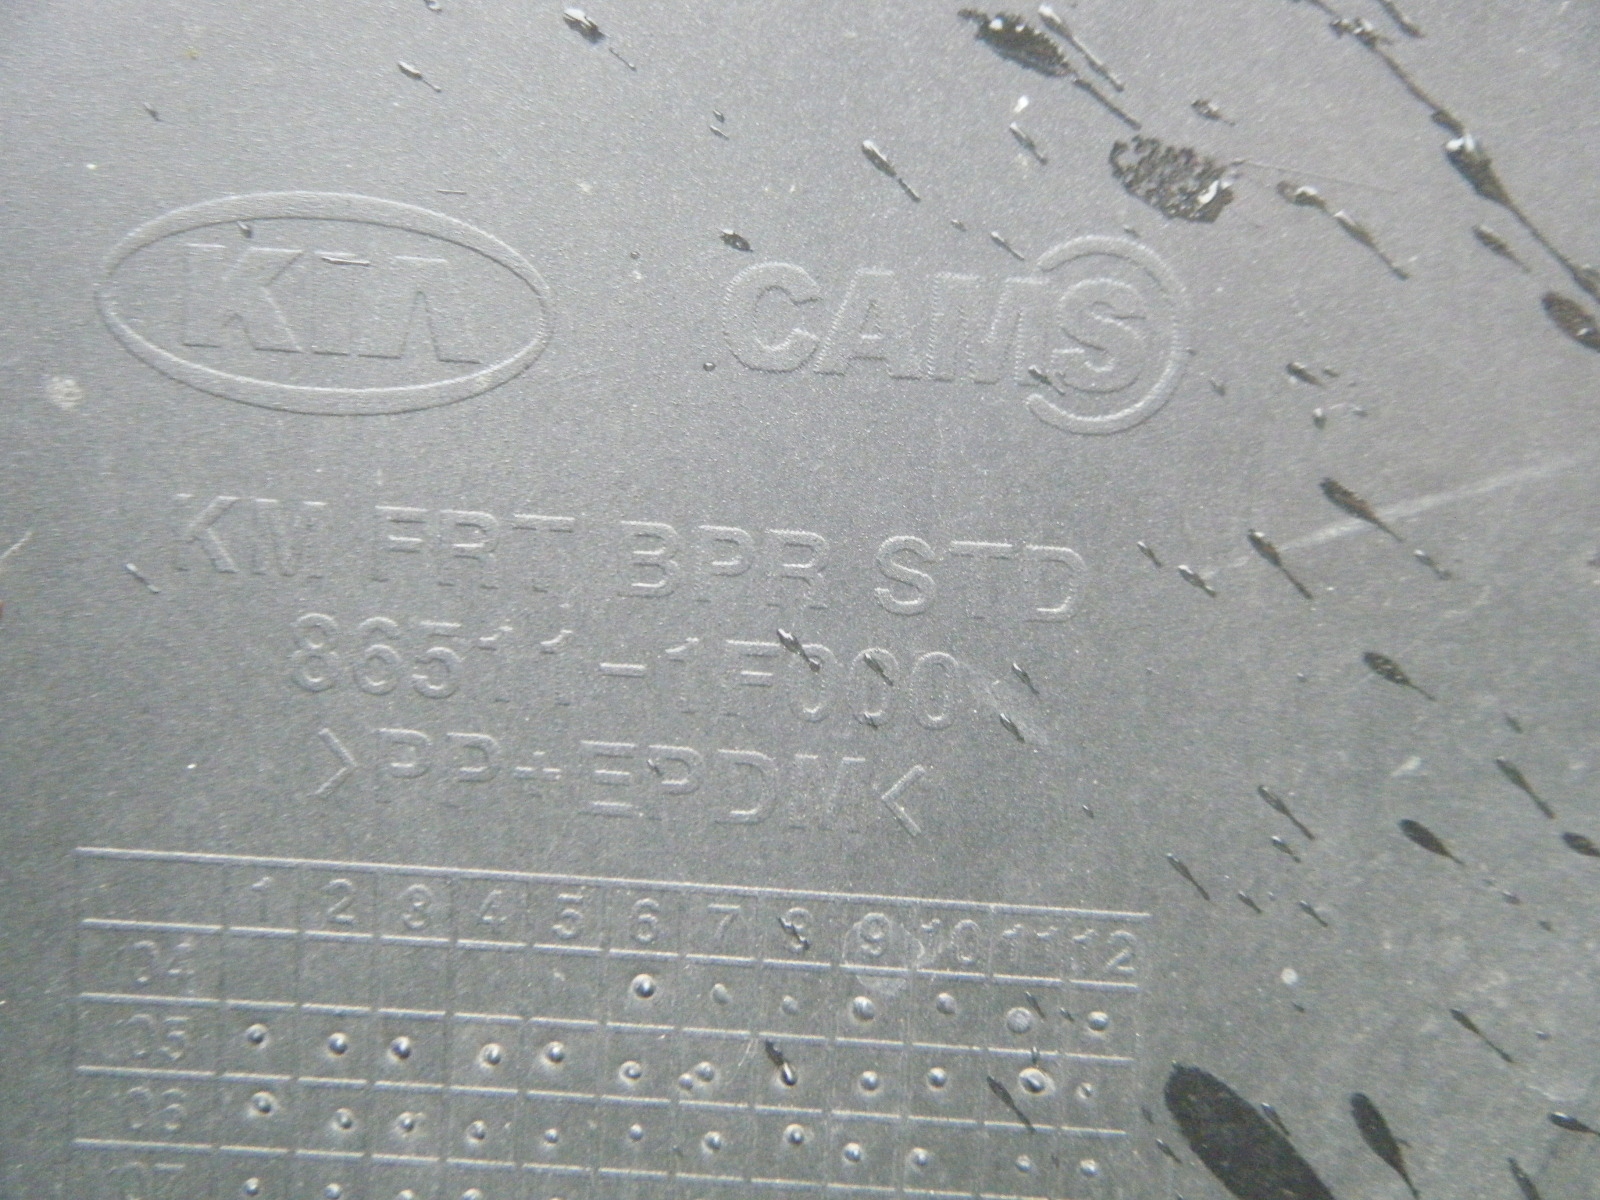 KIA CAMS
KM FRT BPR STD
86511-1F000
>PP+EPDM<
1 2 3 4 5 6 7 8 9 10 11 12
'04
'05
'06
'07